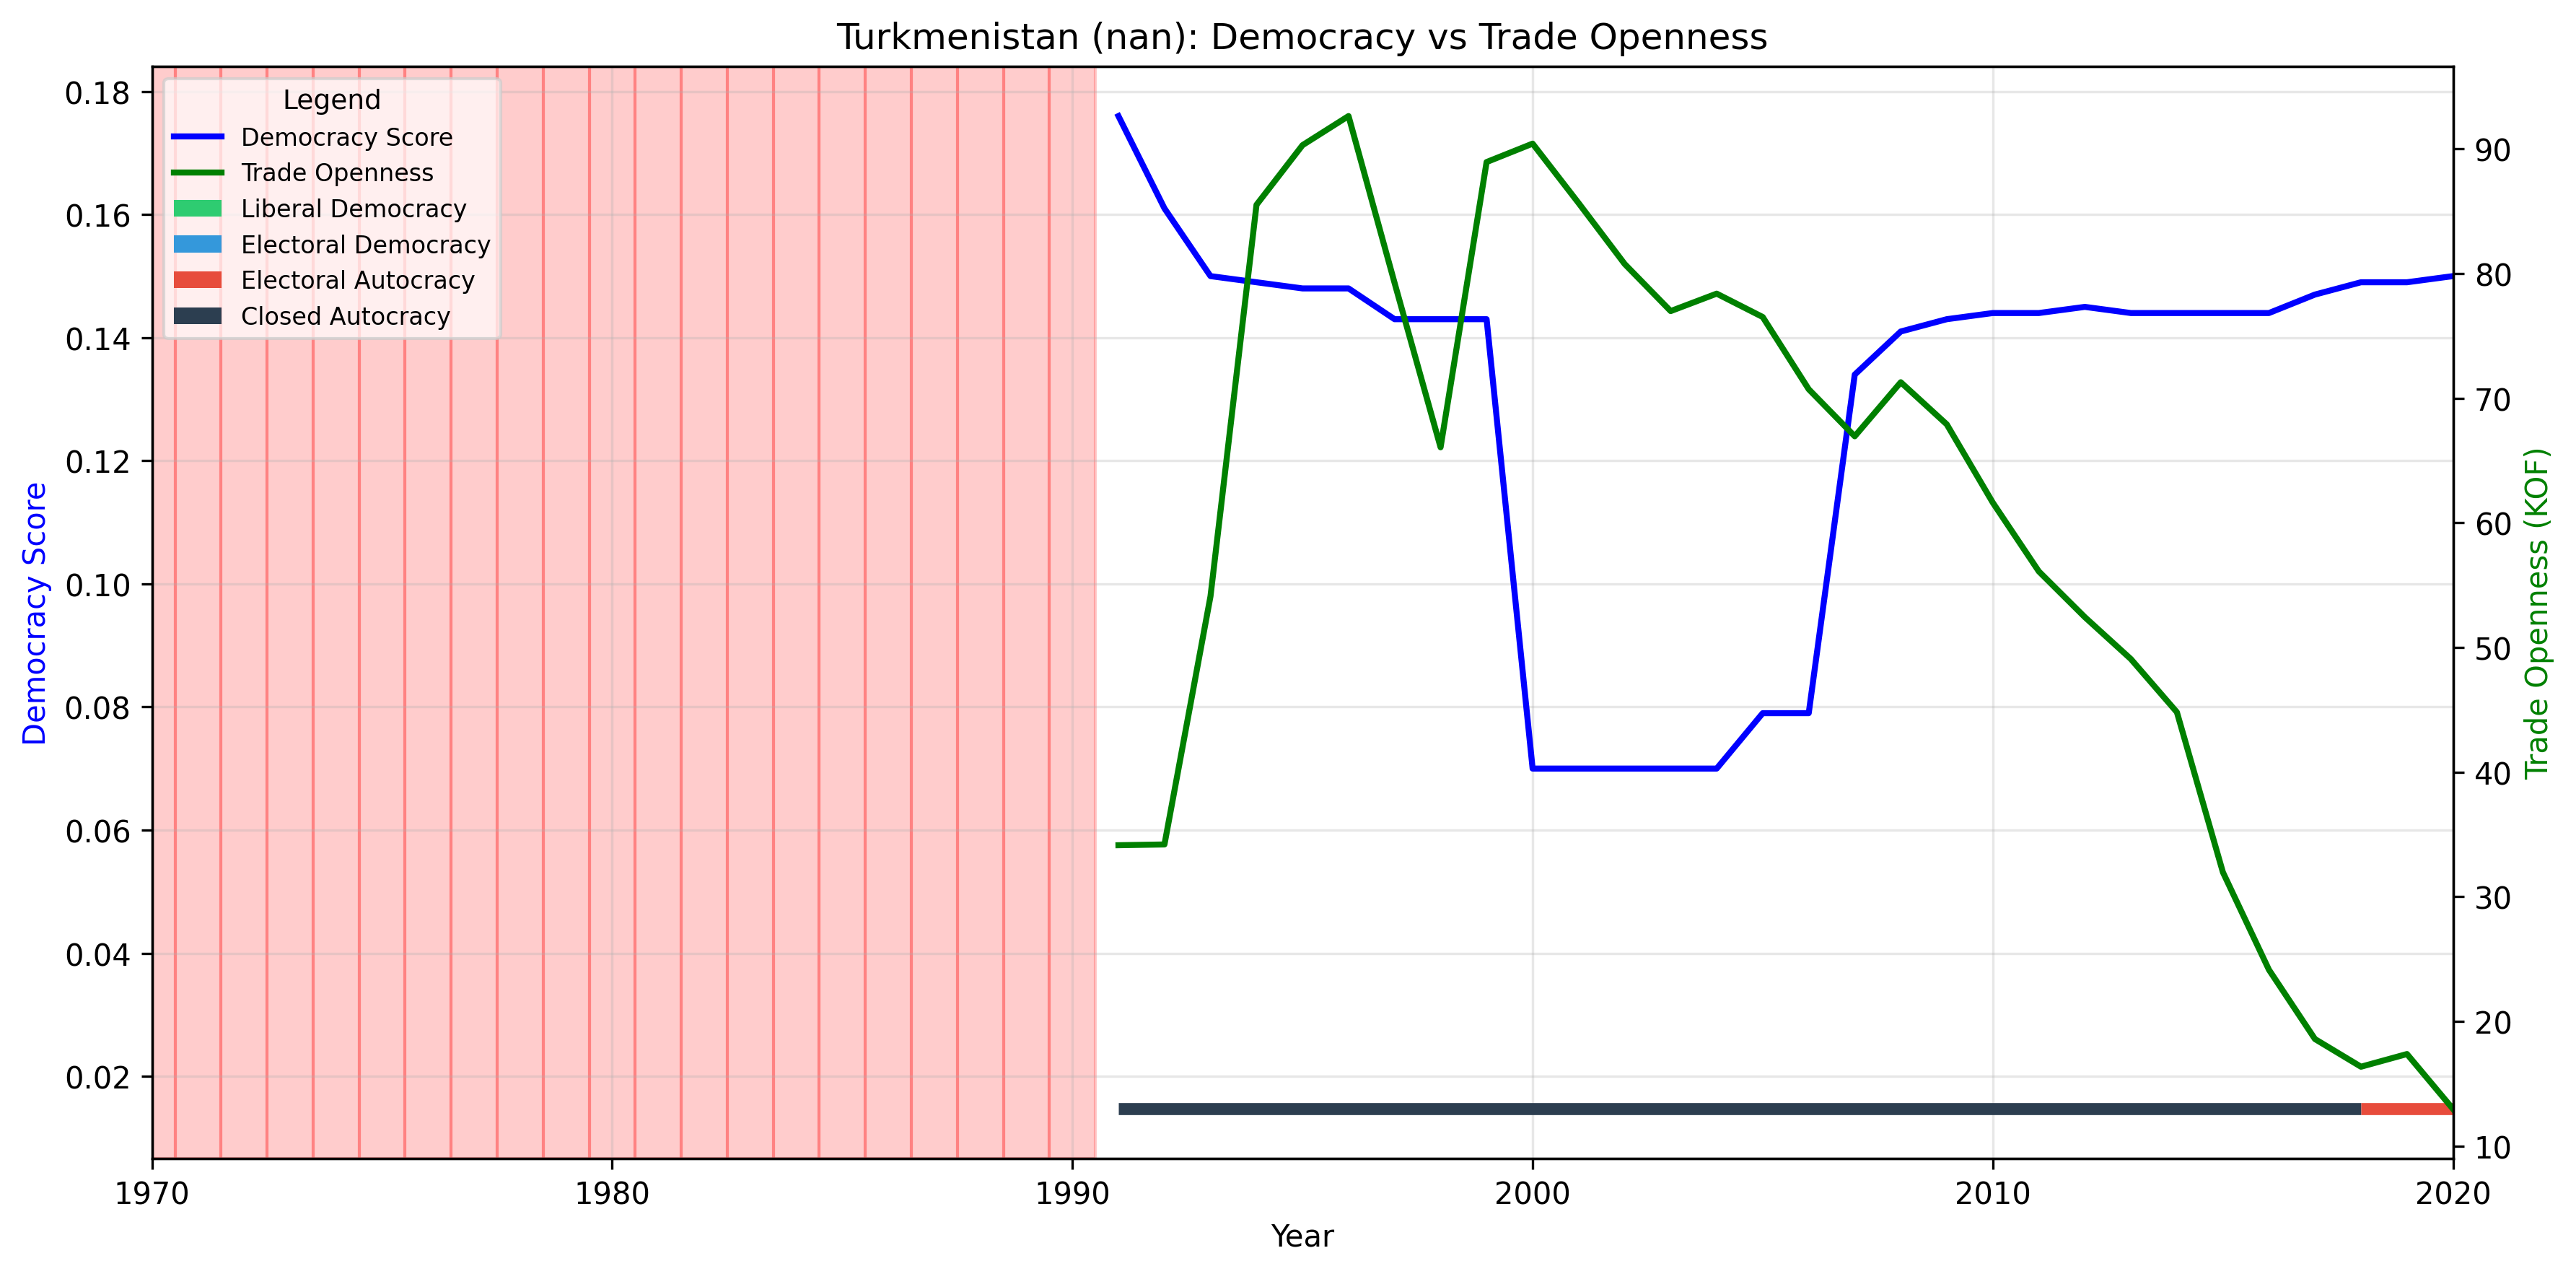 Turkmenistan (nan): Democracy vs Trade Openness
Legend
Democracy Score
Trade Openness
Liberal Democracy
Electoral Democracy
Electoral Autocracy
Closed Autocracy
Democracy Score
0.18
0.16
0.14
0.12
0.10
0.08
0.06
0.04
0.02
90
80
70
60
50
40
30
20
10
Trade Openness (KOF)
1970
1980
1990
2000
2010
2020
Year